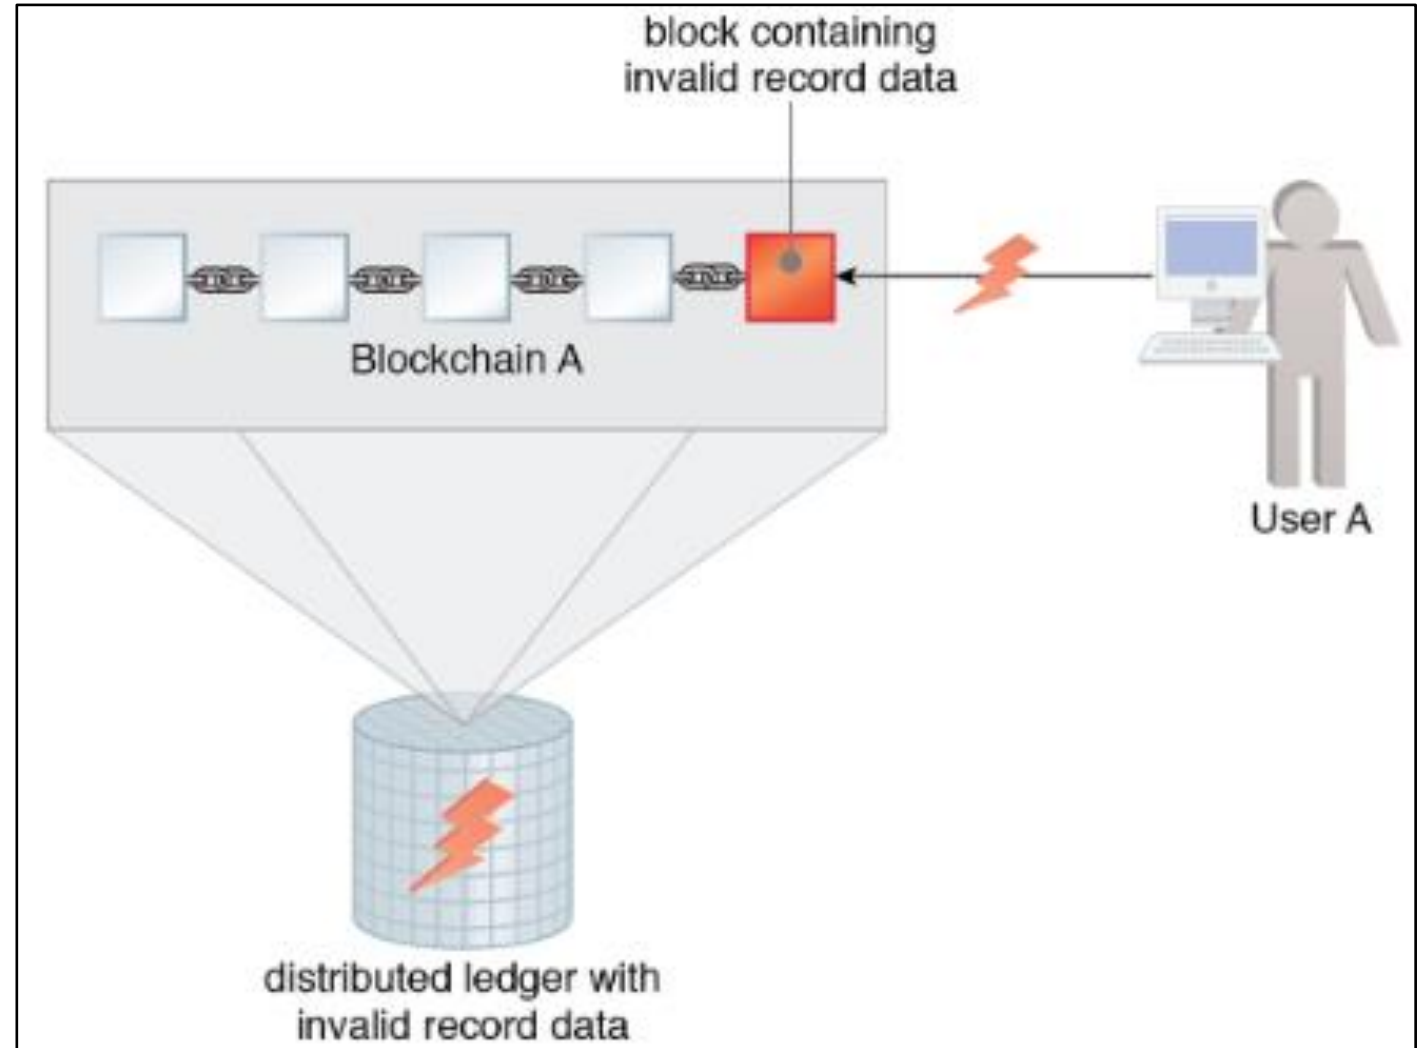 block containing
invalid record data
Blockchain A
User A
distributed ledger with
invalid record data